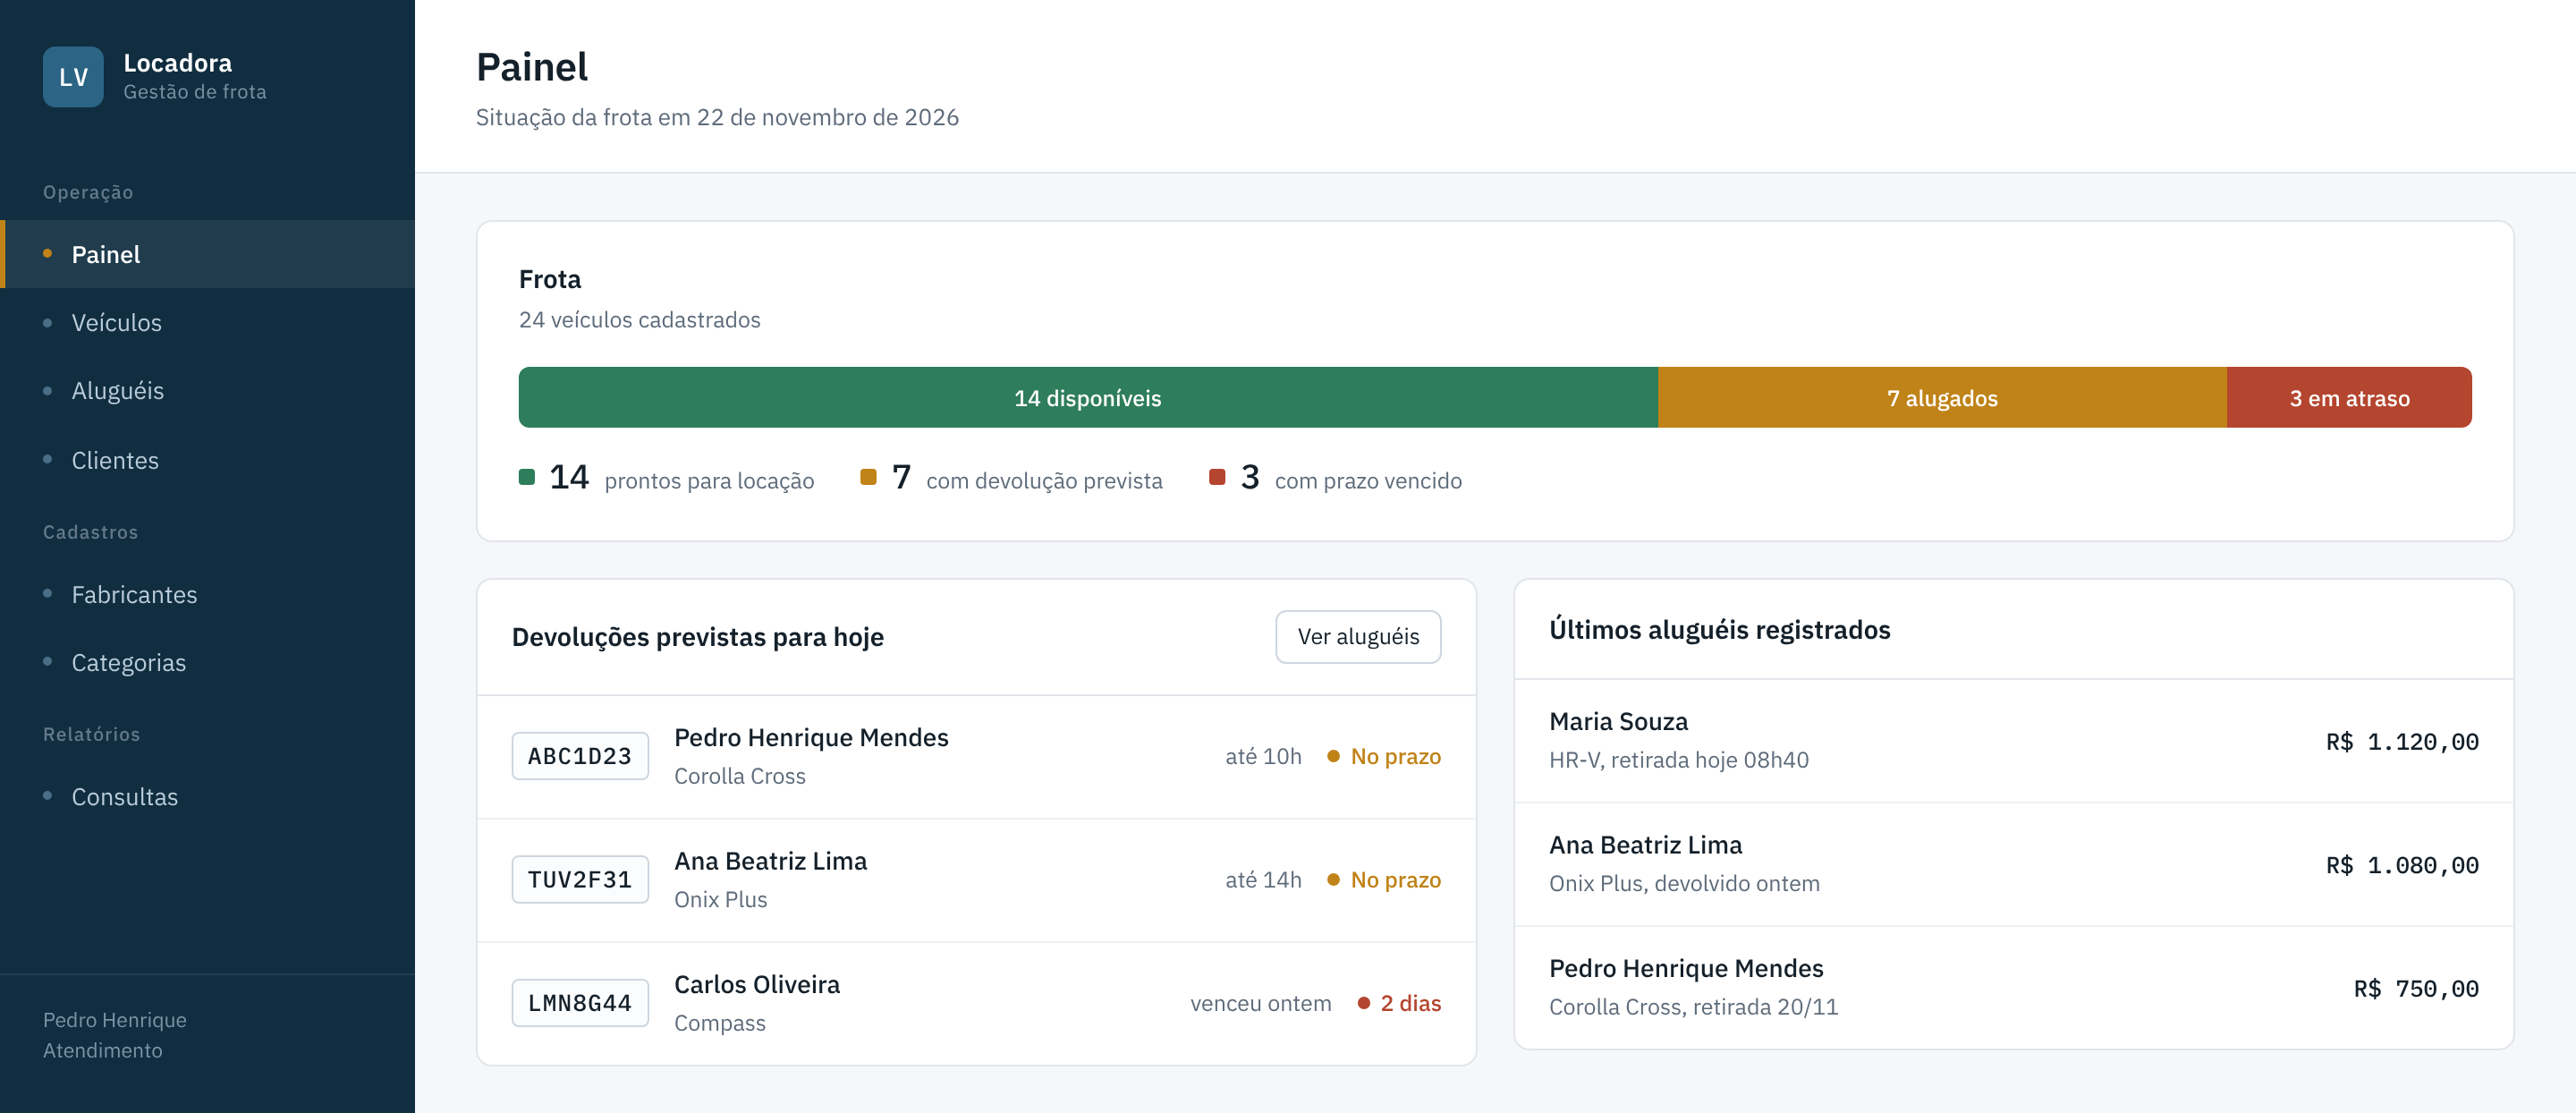 LV
Locadora
Gestão de frota
Operação
Painel
Veículos
Aluguéis
Clientes
Cadastros
Fabricantes
Categorias
Relatórios
Consultas
Pedro Henrique
Atendimento
Painel
Situação da frota em 22 de novembro de 2026
Frota
24 veículos cadastrados
14 disponíveis
7 alugados
3 em atraso
14 prontos para locação
7 com devolução prevista
3 com prazo vencido
Devoluções previstas para hoje
Ver aluguéis
ABC1D23
Pedro Henrique Mendes
Corolla Cross
até 10h
No prazo
TUV2F31
Ana Beatriz Lima
Onix Plus
até 14h
No prazo
LMN8G44
Carlos Oliveira
Compass
venceu ontem
2 dias
Últimos aluguéis registrados
Maria Souza
HR-V, retirada hoje 08h40
R$ 1.120,00
Ana Beatriz Lima
Onix Plus, devolvido ontem
R$ 1.080,00
Pedro Henrique Mendes
Corolla Cross, retirada 20/11
R$ 750,00